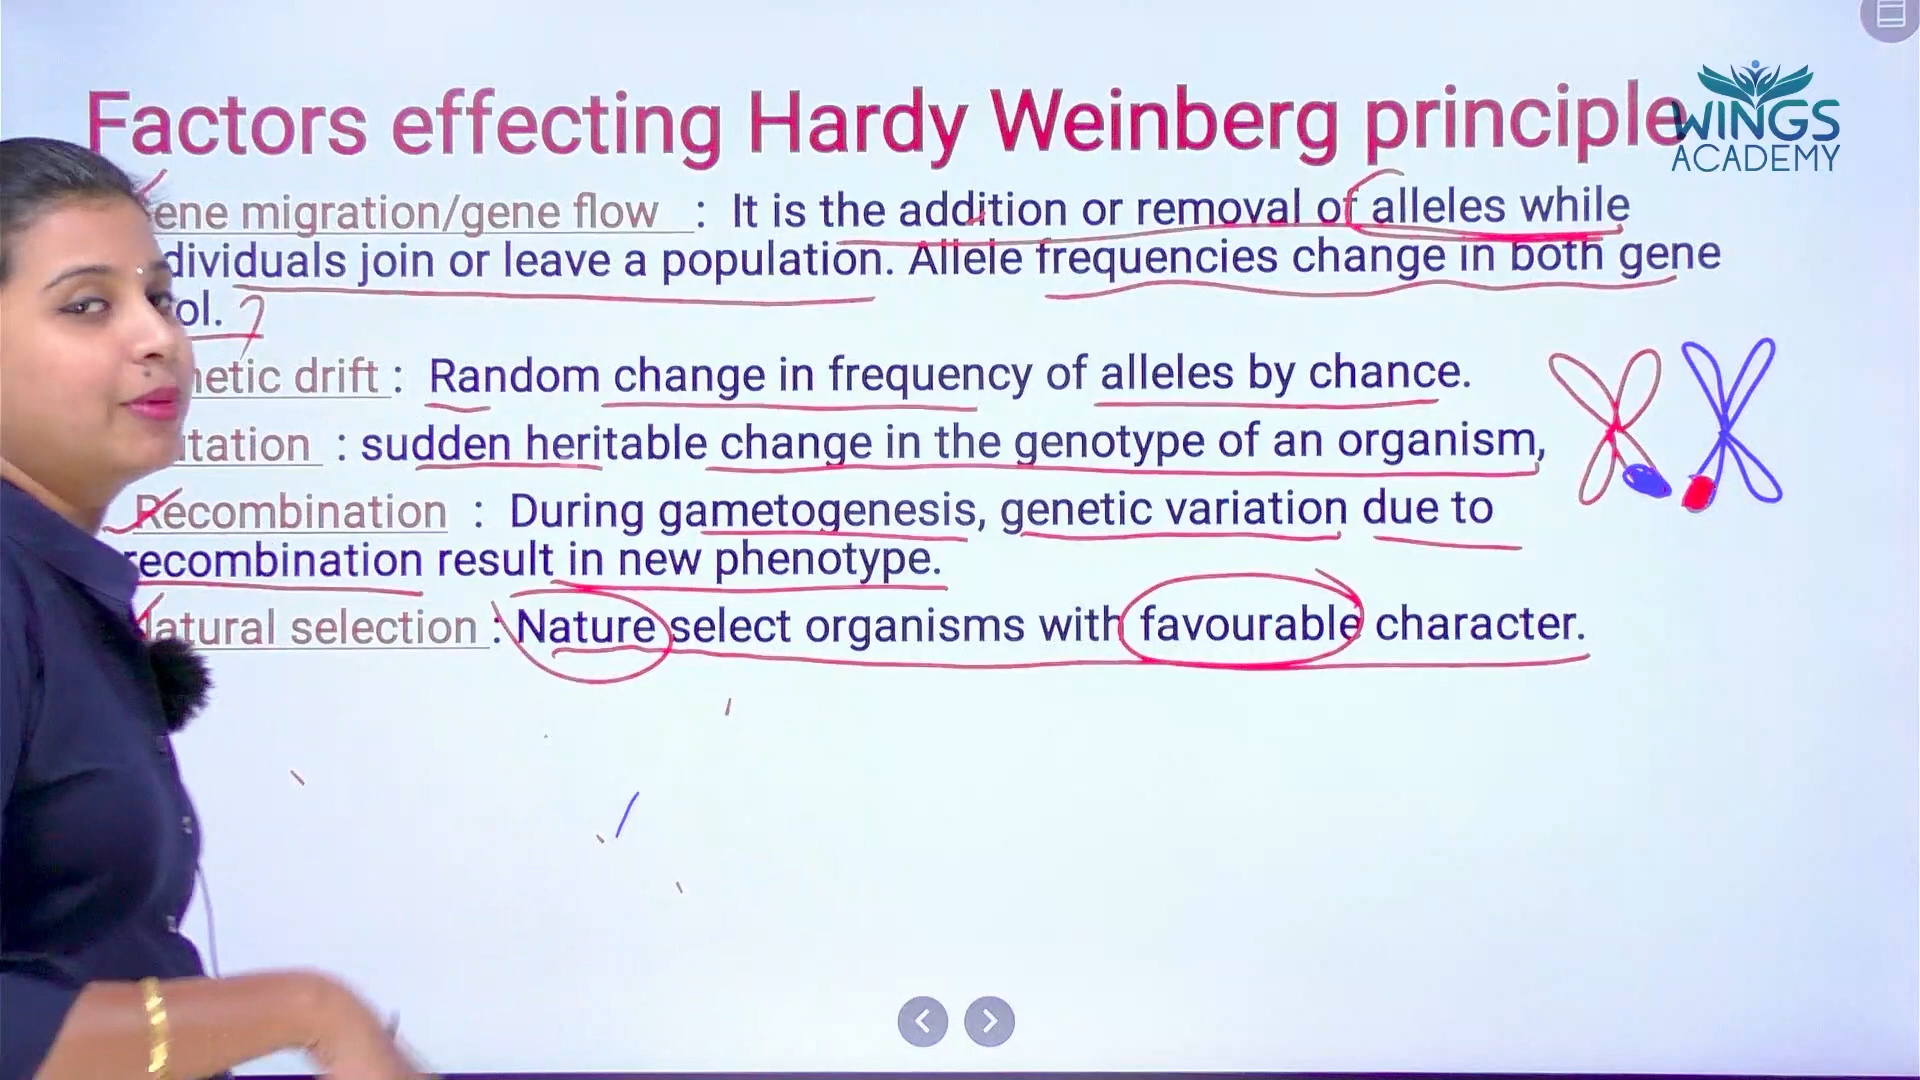 Factors effecting Hardy Weinberg principle
WINGS
ACADEMY
ene migration/gene flow : It is the addition or removal of alleles while
dividuals join or leave a population. Allele frequencies change in both gene
ol.
netic drift : Random change in frequency of alleles by chance.
tation : sudden heritable change in the genotype of an organism,
Recombination : During gametogenesis, genetic variation due to
recombination result in new phenotype.
Natural selection : Nature select organisms with favourable character.